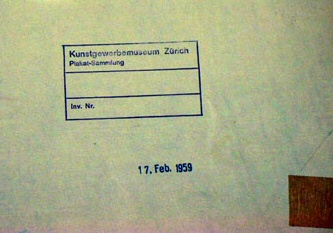 Kunstgewerbemuseum Zürich
Plakat-Sammlung
Inv. Nr.
17. Feb. 1959